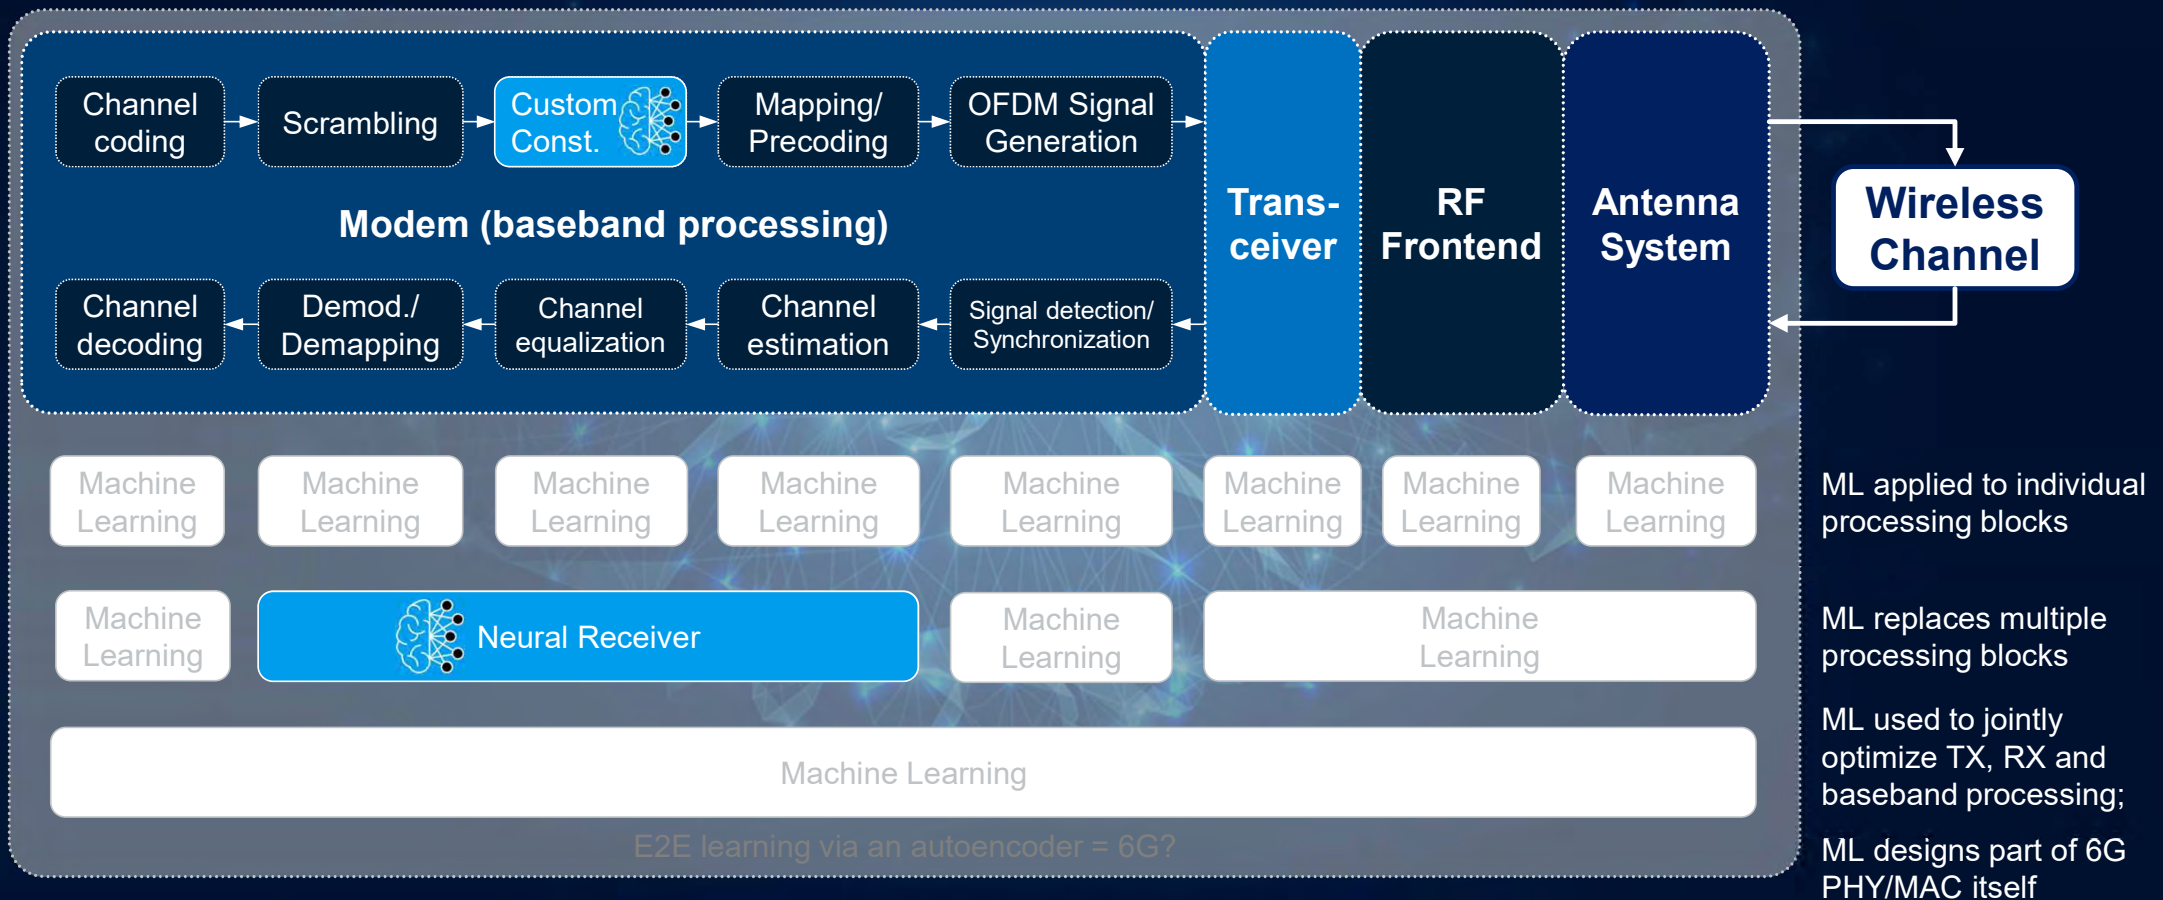 Channel
coding
Scrambling
Custom
Const.
Mapping/
Precoding
OFDM Signal
Generation
Modem (baseband processing)
Trans-
ceiver
RF
Frontend
Antenna
System
Wireless
Channel
Channel
decoding
Demod./
Demapping
Channel
equalization
Channel
estimation
Signal detection/
Synchronization
Machine
Learning
Machine
Learning
Machine
Learning
Machine
Learning
Machine
Learning
Machine
Learning
Machine
Learning
Machine
Learning
ML applied to individual
processing blocks
Machine
Learning
Neural Receiver
Machine
Learning
Machine
Learning
ML replaces multiple
processing blocks
Machine Learning
ML used to jointly
optimize TX, RX and
baseband processing;
E2E learning via an autoencoder = 6G?
ML designs part of 6G
PHY/MAC itself